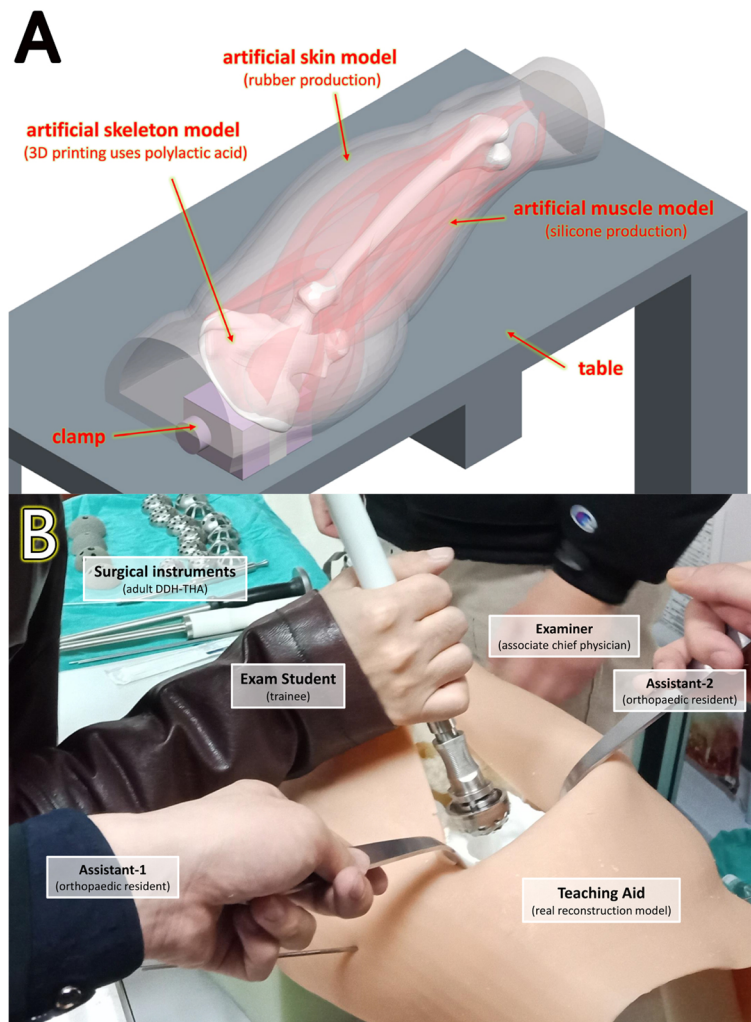 A
artificial skin model
(rubber production)
artificial skeleton model
(3D printing uses polylactic acid)
artificial muscle model
(silicone production)
table
clamp
B
Surgical instruments
(adult DDH-THA)
Examiner
(associate chief physician)
Exam Student
(trainee)
Assistant-2
(orthopaedic resident)
Assistant-1
(orthopaedic resident)
Teaching Aid
(real reconstruction model)